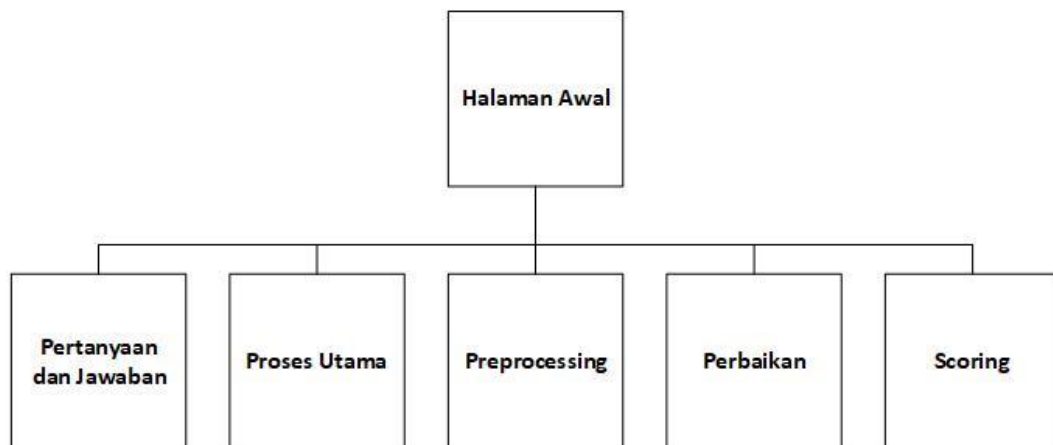 Halaman Awal
Pertanyaan
dan Jawaban
Proses Utama
Preprocessing
Perbaikan
Scoring